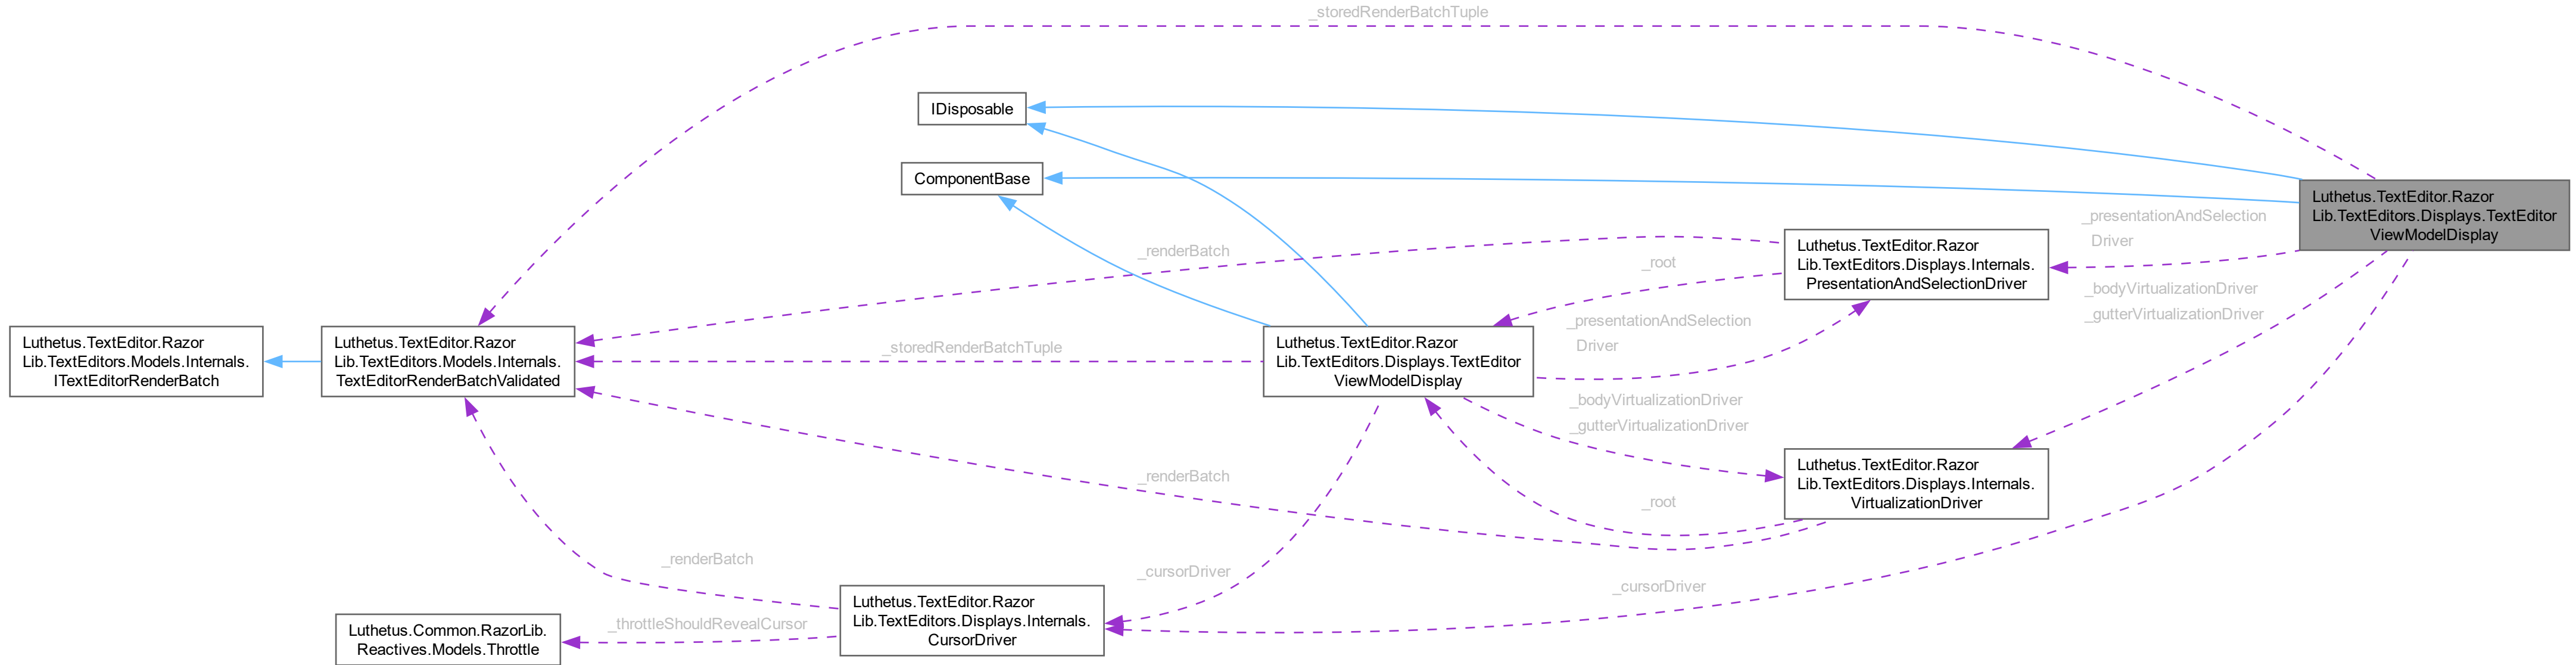 _storedRenderBatchTuple
IDisposable
ComponentBase
Luthetus.TextEditor.Razor
Lib.TextEditors.Displays.TextEditor
ViewModelDisplay
_presentationAndSelection
Driver
_renderBatch
_root
Luthetus.TextEditor.Razor
Lib.TextEditors.Displays.Internals.
PresentationAndSelectionDriver
_bodyVirtualizationDriver
_gutterVirtualizationDriver
Luthetus.TextEditor.Razor
Lib.TextEditors.Models.Internals.
ITextEditorRenderBatch
Luthetus.TextEditor.Razor
Lib.TextEditors.Models.Internals.
TextEditorRenderBatchValidated
_storedRenderBatchTuple
Luthetus.TextEditor.Razor
Lib.TextEditors.Displays.TextEditor
ViewModelDisplay
_presentationAndSelection
Driver
_bodyVirtualizationDriver
_gutterVirtualizationDriver
_renderBatch
_root
Luthetus.TextEditor.Razor
Lib.TextEditors.Displays.Internals.
VirtualizationDriver
_renderBatch
_cursorDriver
_cursorDriver
_throttleShouldRevealCursor
Luthetus.TextEditor.Razor
Lib.TextEditors.Displays.Internals.
CursorDriver
Luthetus.Common.RazorLib.
Reactives.Models.Throttle